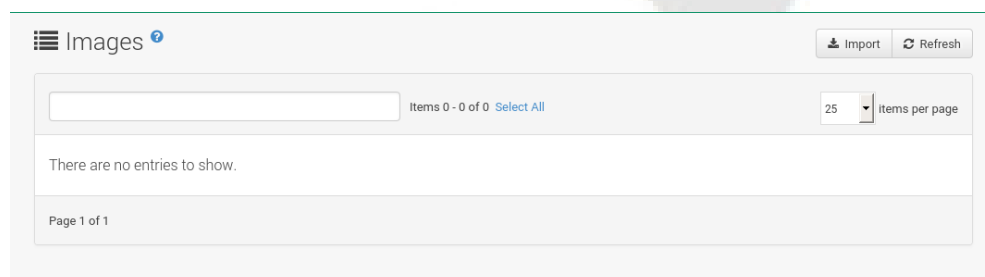 Images ?
Import Refresh
Items 0 - 0 of 0 Select All 25 items per page
There are no entries to show.
Page 1 of 1